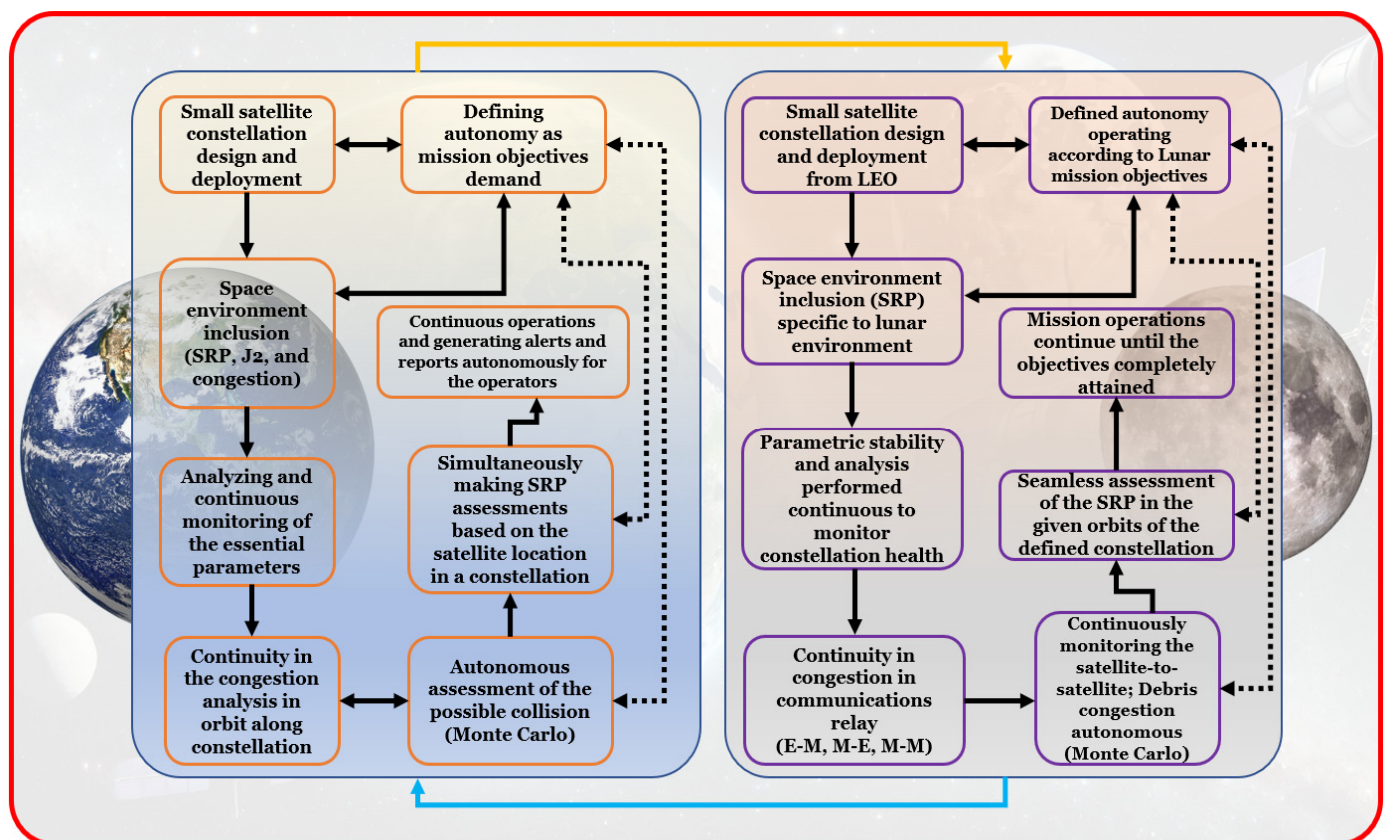 Small satellite
constellation
design and
deployment
Defining
autonomy as
mission objectives
demand
Space
environment
inclusion
(SRP, J2, and
congestion)
Continuous operations
and generating alerts and
reports autonomously for
the operators
Analyzing and
continuous
monitoring of
the essential
parameters
Simultaneously
making SRP
assessments
based on the
satellite location
in a constellation
Continuity in
the congestion
analysis in
orbit along
constellation
Autonomous
assessment of the
possible collision
(Monte Carlo)
Small satellite
constellation design
and deployment
from LEO
Defined autonomy
operating
according to Lunar
mission objectives
Space environment
inclusion (SRP)
specific to lunar
environment
Mission operations
continue until the
objectives completely
attained
Parametric stability
and analysis
performed
continuous to
monitor
constellation health
Seamless assessment
of the SRP in the
given orbits of the
defined constellation
Continuity in
congestion in
communications
relay
(E-M, M-E, M-M)
Continuously
monitoring the
satellite-to-
satellite; Debris
congestion
autonomous
(Monte Carlo)